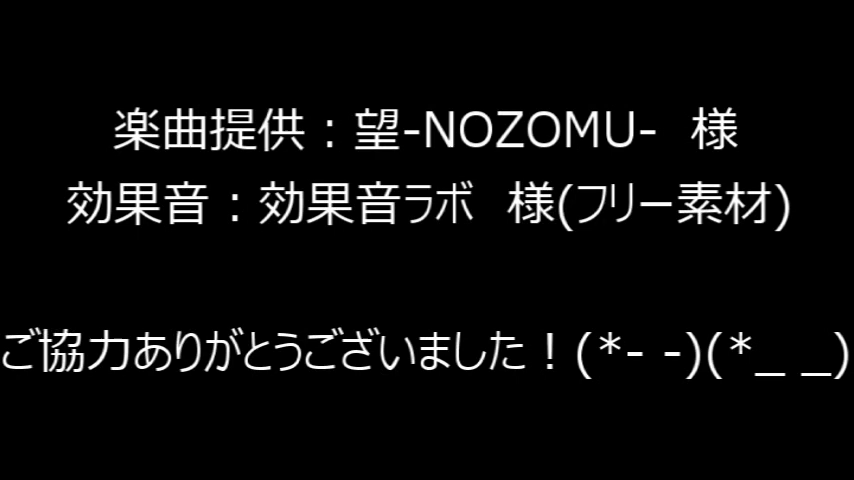 楽曲提供：望-NOZOMU-　様
効果音：効果音ラボ　様(フリー素材)
ご協力ありがとうございました！(*- -)(*_ _)